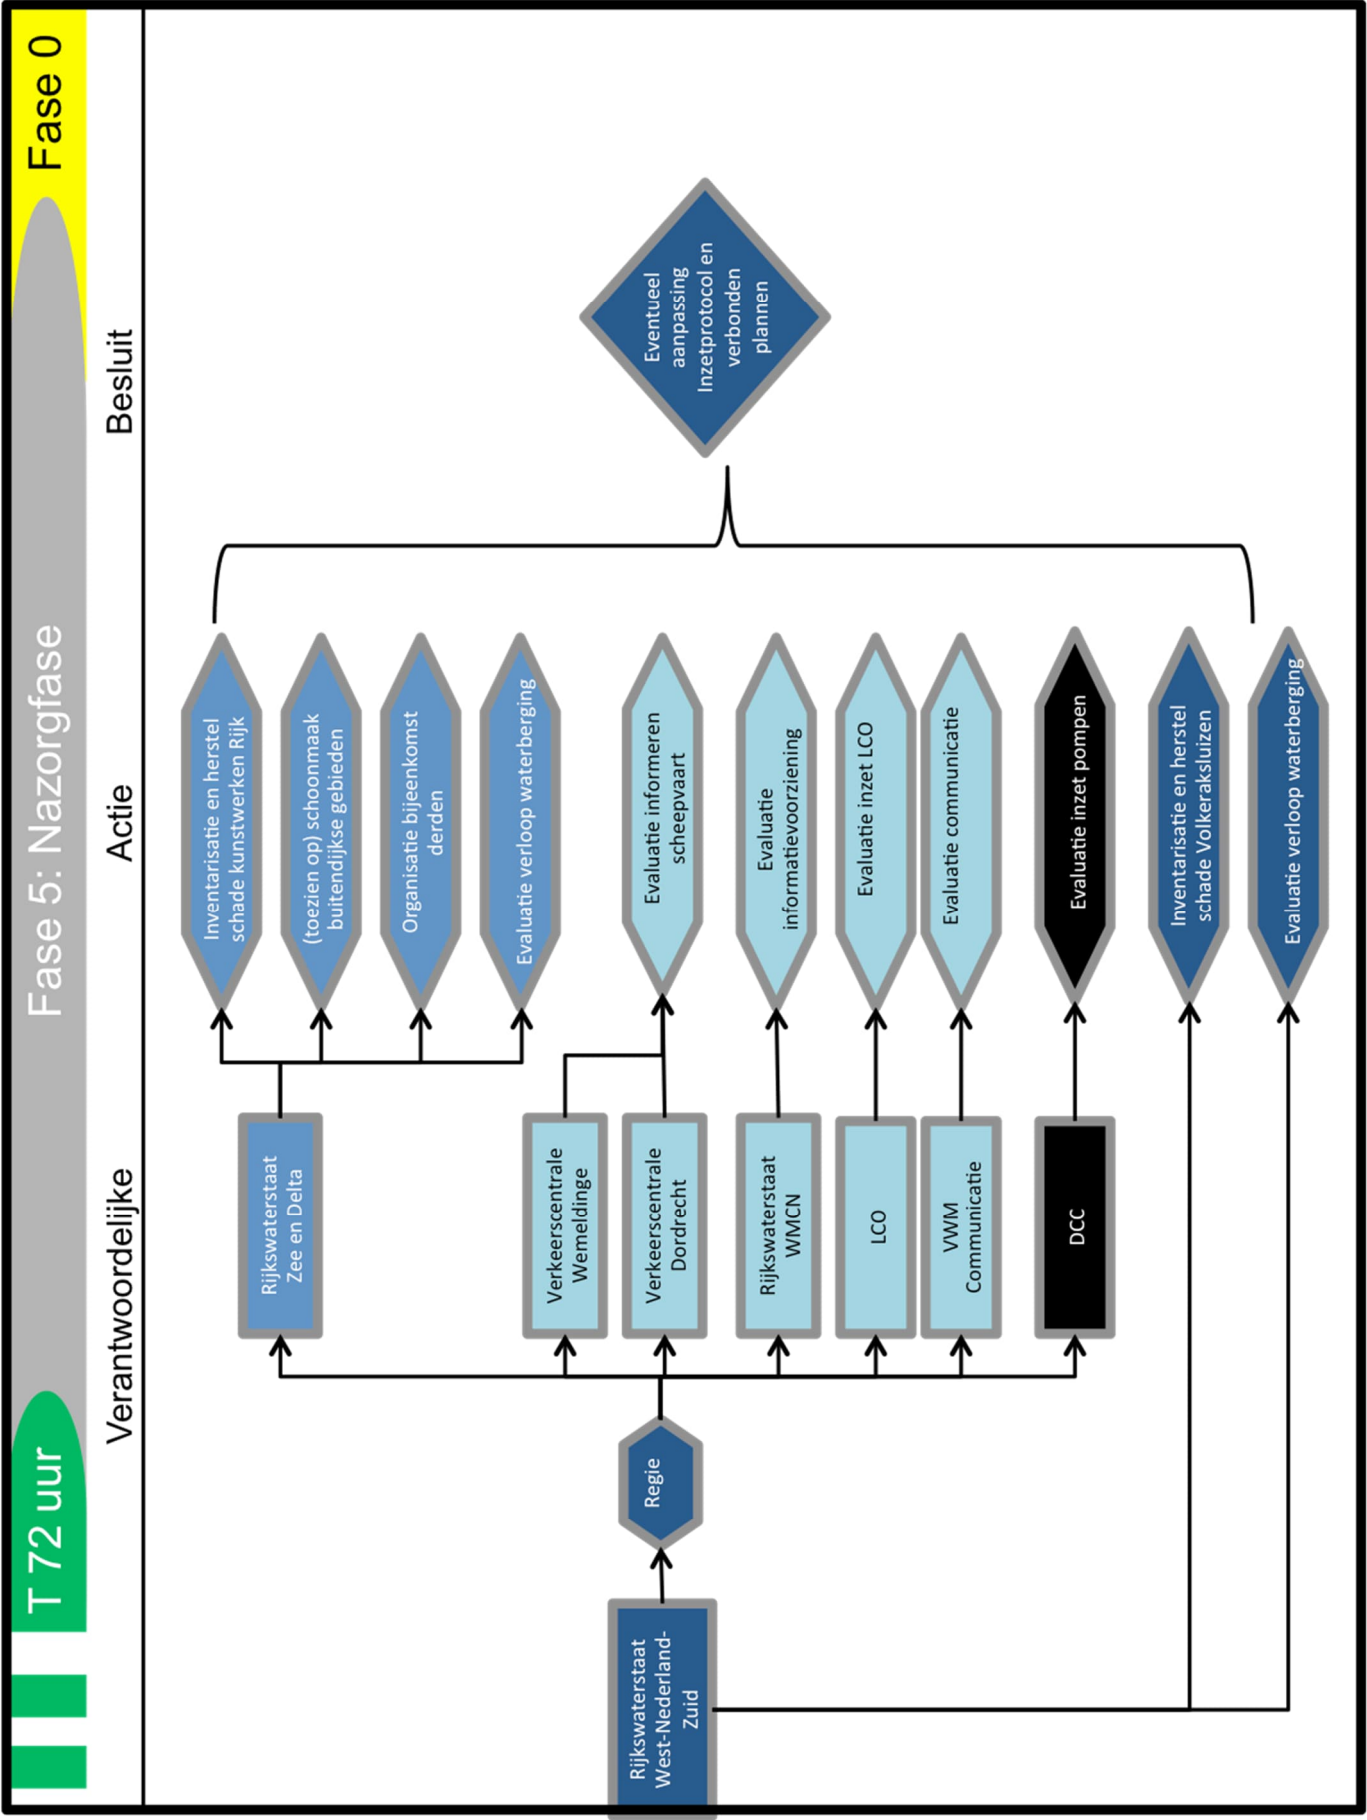 T 72 uur
Fase 5: Nazorgfase
Fase 0
Verantwoordelijke
Actie
Besluit
Rijkswaterstaat
West-Nederland-
Zuid
Regie
Rijkswaterstaat
Zee en Delta
Verkeerscentrale
Wemeldinge
Verkeerscentrale
Dordrecht
Rijkswaterstaat
WMCN
LCO
VWM
Communicatie
DCC
Inventarisatie en herstel
schade kunstwerken Rijk
(toezien op) schoonmaak
buitendijkse gebieden
Organisatie bijeenkomst
derden
Evaluatie verloop waterberging
Evaluatie informeren
scheepvaart
Evaluatie
informatievoorziening
Evaluatie inzet LCO
Evaluatie communicatie
Evaluatie inzet pompen
Inventarisatie en herstel
schade Volkeraksluizen
Evaluatie verloop waterberging
Eventueel
aanpassing
Inzetprotocol en
verbonden
plannen